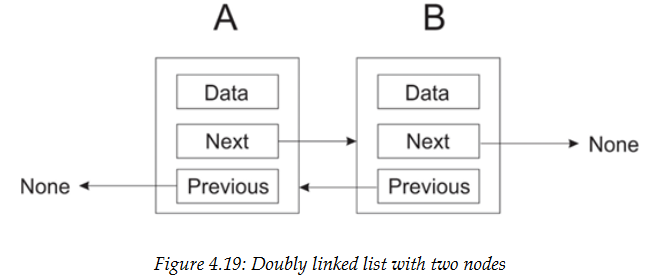 A B
Data Data
Next Next None
None Previous Previous
Figure 4.19: Doubly linked list with two nodes